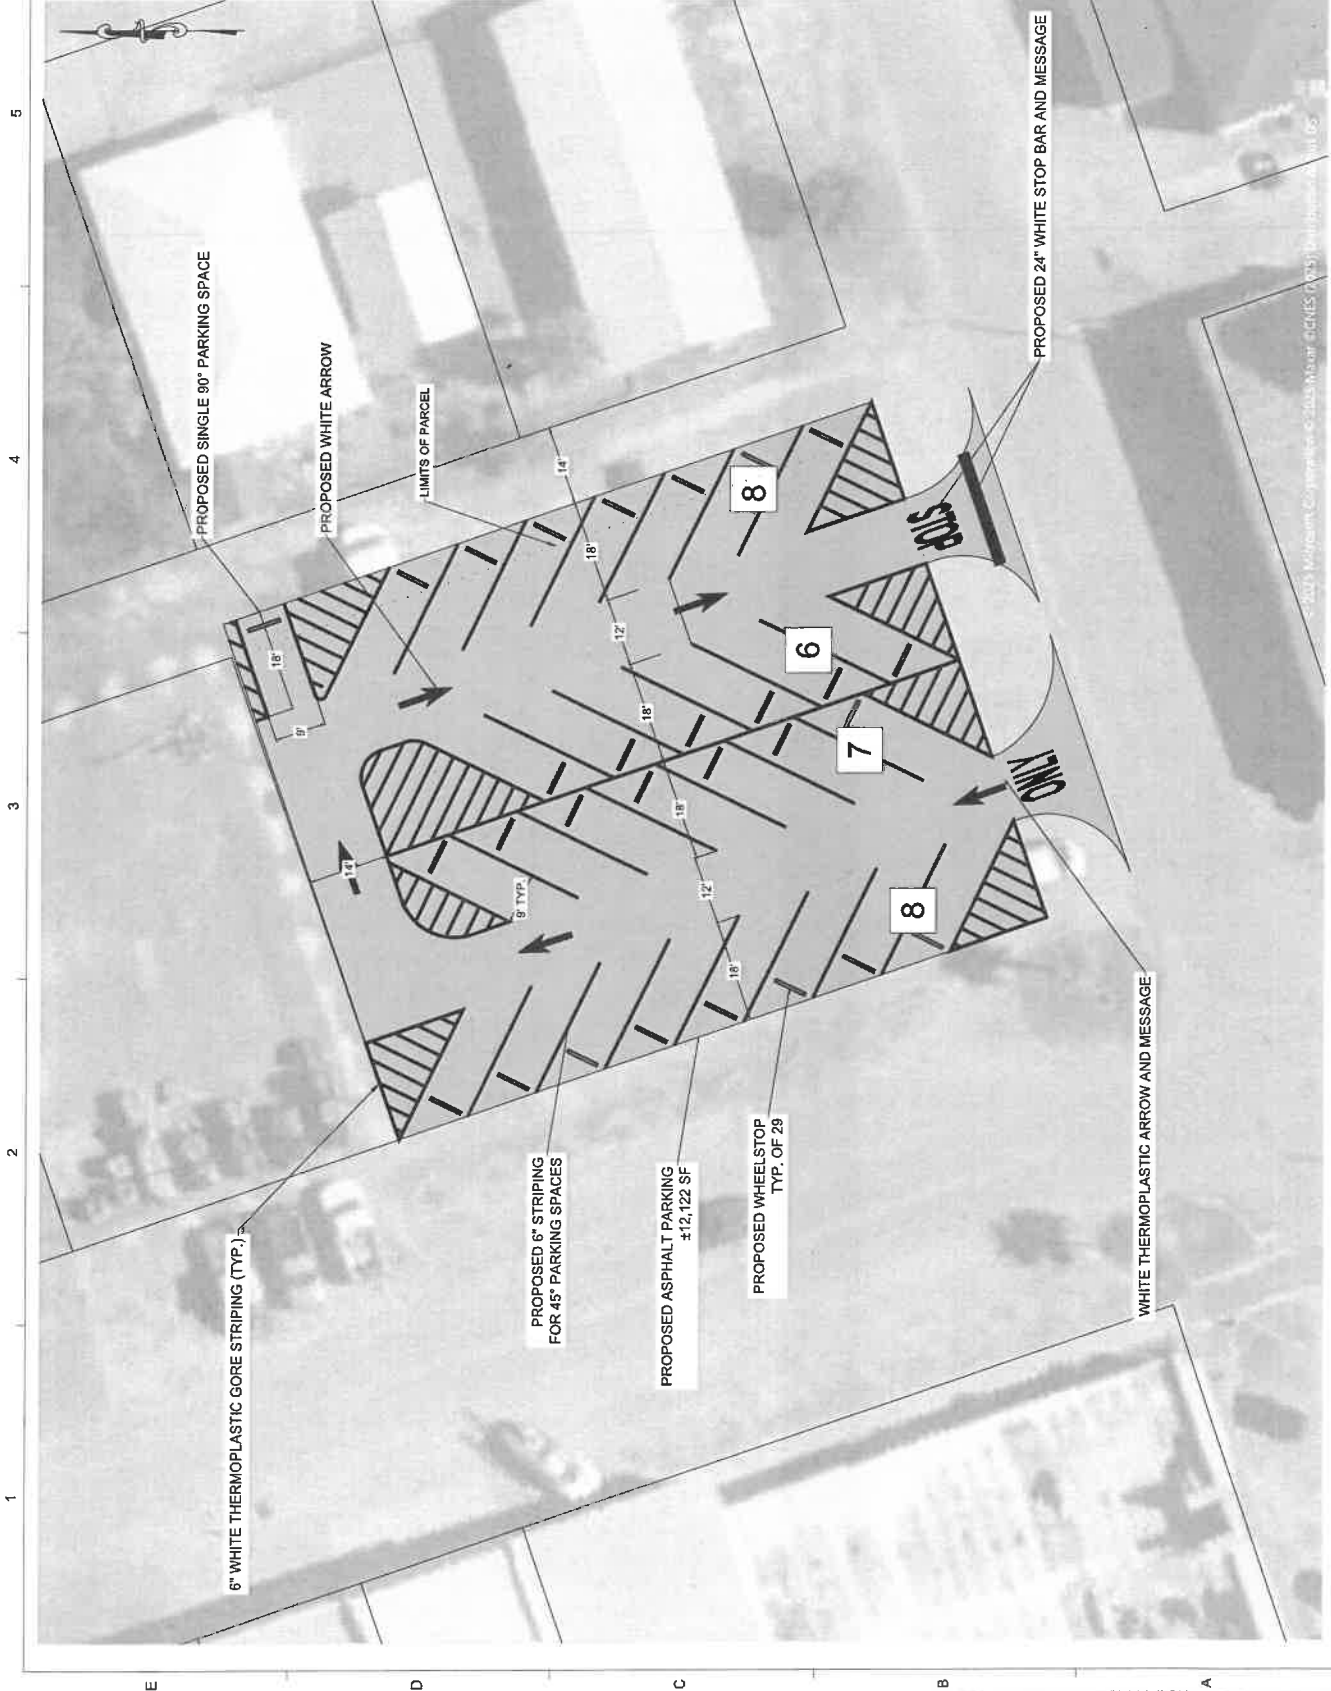 5
4
3
2
1
E
D
C
B
A
PROPOSED SINGLE 90° PARKING SPACE
PROPOSED WHITE ARROW
LIMITS OF PARCEL
PROPOSED 24" WHITE STOP BAR AND MESSAGE
6" WHITE THERMOPLASTIC GORE STRIPING (TYP.)
PROPOSED 6" STRIPING
FOR 45° PARKING SPACES
PROPOSED ASPHALT PARKING
±12,122 SF
PROPOSED WHEELSTOP
TYP. OF 29
WHITE THERMOPLASTIC ARROW AND MESSAGE
18'
9'
14'
9' TYP.
18'
12'
18'
18'
12'
18'
14'
8
7
6
8
STOP
ONLY